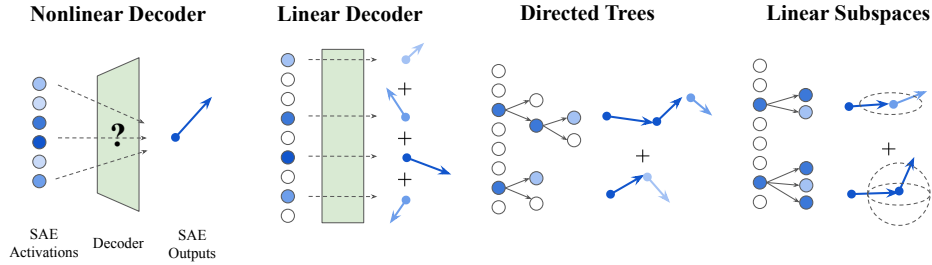 Nonlinear Decoder
Linear Decoder
Directed Trees
Linear Subspaces
?
+
+
+
+
+
SAE
Activations
Decoder
SAE
Outputs